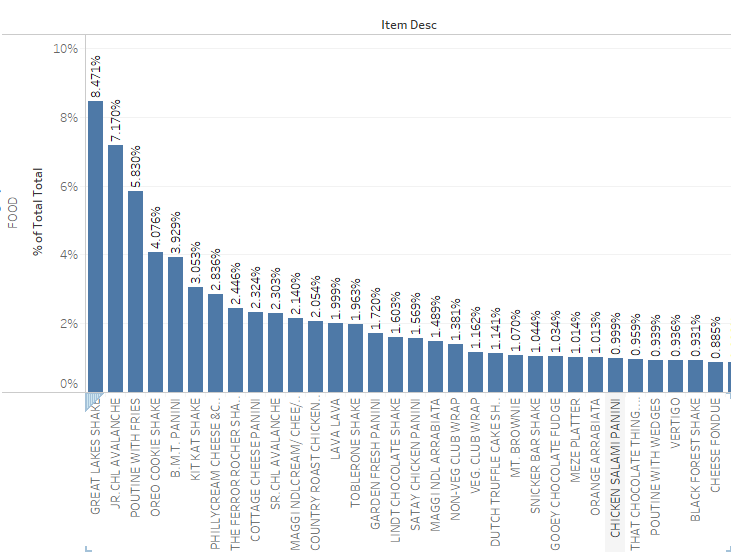 Item Desc
FOOD
% of Total Total
10%
8%
6%
4%
2%
0%
8.471%
7.170%
5.830%
4.076%
3.929%
3.053%
2.836%
2.446%
2.324%
2.303%
2.140%
2.054%
1.999%
1.963%
1.720%
1.603%
1.569%
1.489%
1.381%
1.162%
1.141%
1.070%
1.044%
1.034%
1.014%
1.013%
0.999%
0.959%
0.939%
0.936%
0.931%
0.885%
GREAT LAKES SHAKE
JR. CHL AVALANCHE
POUTINE WITH FRIES
OREO COOKIE SHAKE
B.M.T. PANINI
KIT KAT SHAKE
PHILLYCREAM CHEESE &C..
THE FERROR ROCHER SHA..
COTTAGE CHEESE PANINI
SR. CHL AVALANCHE
MAGGI NDLCREAM/ CHEE/..
COUNTRY ROAST CHICKEN..
LAVA LAVA
TOBLERONE SHAKE
GARDEN FRESH PANINI
LINDT CHOCOLATE SHAKE
SATAY CHICKEN PANINI
MAGGI NDL ARRABIATA
NON-VEG CLUB WRAP
VEG. CLUB WRAP
DUTCH TRUFFLE CAKE SH..
MT. BROWNIE
SNICKER BAR SHAKE
GOOEY CHOCOLATE FUDGE
MEZE PLATTER
ORANGE ARRABIATA
CHICKEN SALAMI PANINI
THAT CHOCOLATE THING....
POUTINE WITH WEDGES
VERTIGO
BLACK FOREST SHAKE
CHEESE FONDUE